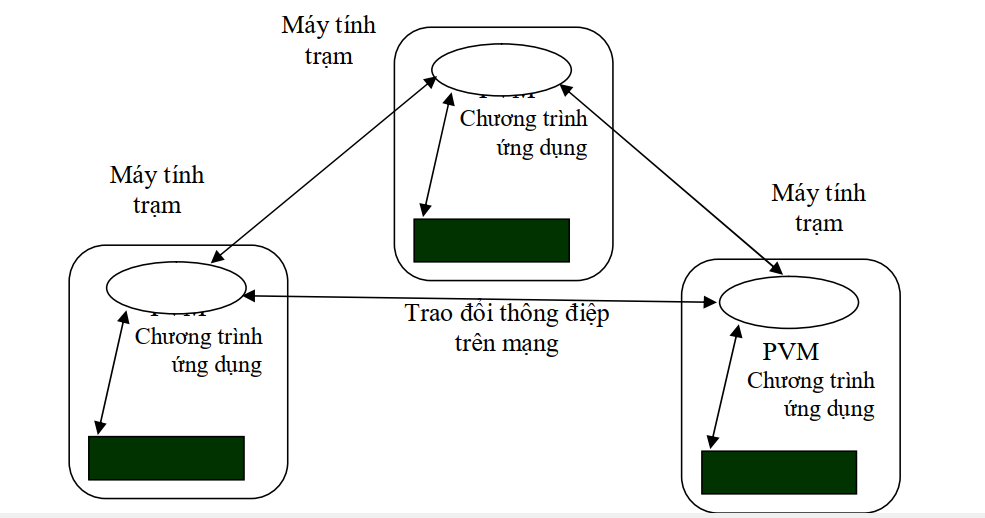 Máy tính
trạm
Chương trình
ứng dụng
Máy tính
trạm
Máy tính
trạm
Trao đổi thông điệp
trên mạng
Chương trình
ứng dụng
PVM
Chương trình
ứng dụng